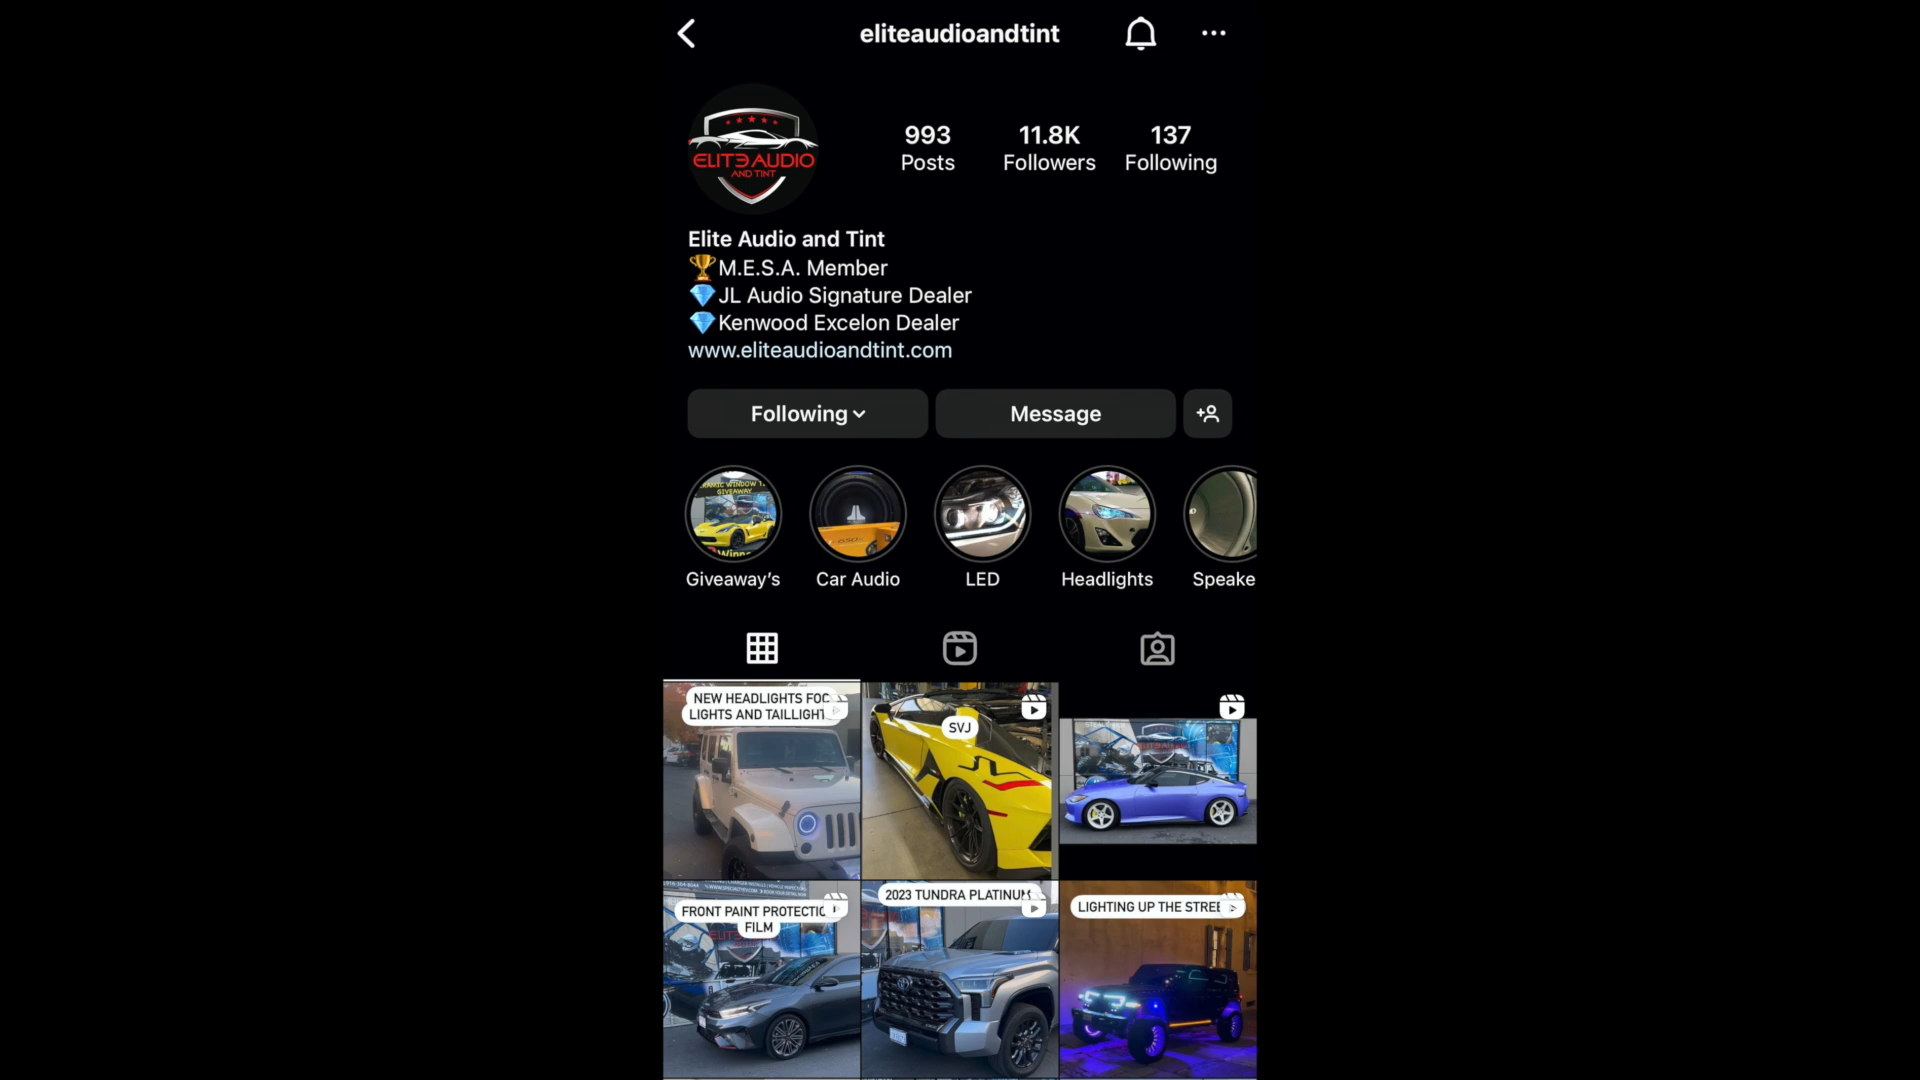 eliteaudioandtint
ELITE AUDIO
AND TINT
993
Posts
11.8K
Followers
137
Following
Elite Audio and Tint
🏆M.E.S.A. Member
💎JL Audio Signature Dealer
💎Kenwood Excelon Dealer
www.eliteaudioandtint.com
Following
Message
GIVEAWAY
Giveaway’s
Car Audio
LED
Headlights
Speake
NEW HEADLIGHTS FOG
LIGHTS AND TAILLIGHT
SVJ
FRONT PAINT PROTECTIO
FILM
2023 TUNDRA PLATINUM
LIGHTING UP THE STREE